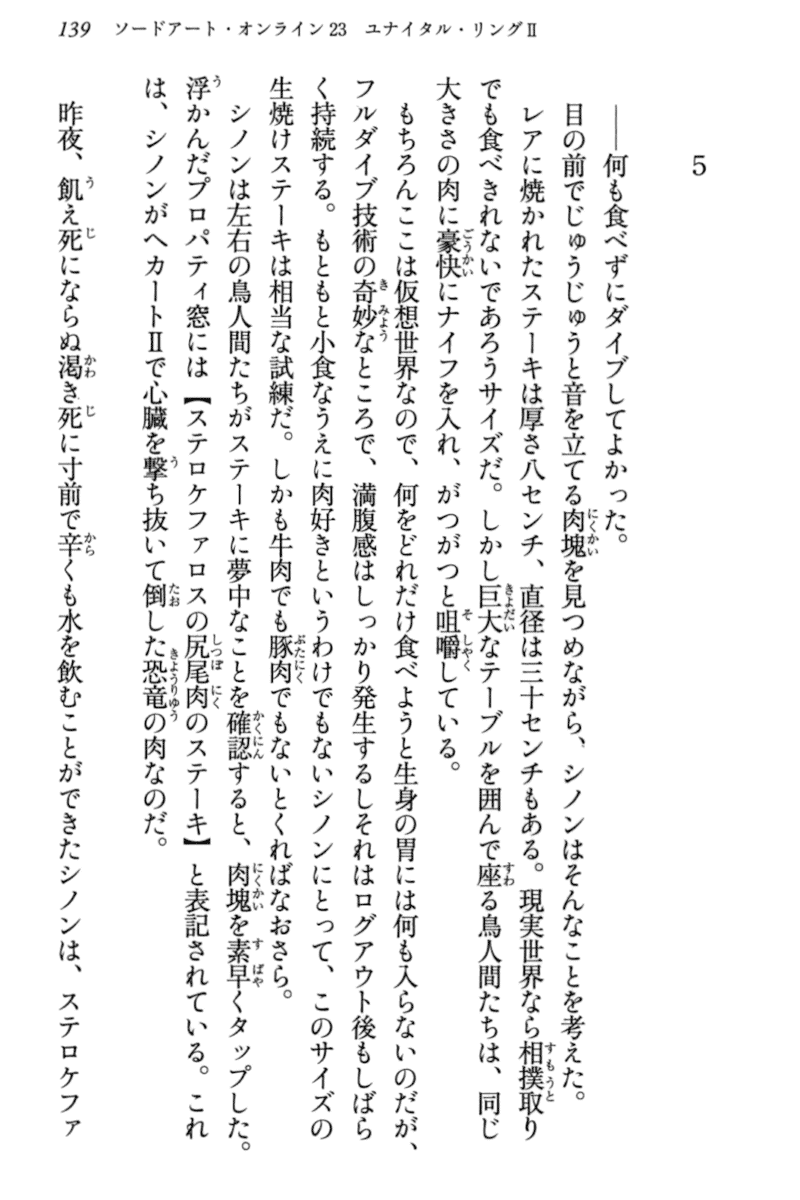 139 ソードアート・オンライン23 ユナイタル・リングⅡ
5
――何も食べずにダイブしてよかった。
目の前でじゅうじゅうと音を立てる肉塊を見つめながら、シノンはそんなことを考えた。
レアに焼かれたステーキは厚さ八センチ、直径は三十センチもある。現実世界なら相撲取り
でも食べきれないであろうサイズだ。しかし巨大なテーブルを囲んで座る鳥人間たちは、同じ
大きさの肉に豪快にナイフを入れ、がつがつと咀嚼している。
もちろんここは仮想世界なので、何をどれだけ食べようと生身の胃には何も入らないのだが、
フルダイブ技術の奇妙なところで、満腹感はしっかり発生するしそれはログアウト後もしばら
く持続する。もともと小食なうえに肉好きというわけでもないシノンにとって、このサイズの
生焼けステーキは相当な試練だ。しかも牛肉でも豚肉でもないとくればなおさら。
シノンは左右の鳥人間たちがステーキに夢中なことを確認すると、肉塊を素早くタップした。
浮かんだプロパティ窓には【ステロケファロスの尻尾肉のステーキ】と表記されている。これ
は、シノンがヘカートⅡで心臓を撃ち抜いて倒した恐竜の肉なのだ。
昨夜、飢え死にならぬ渇き死に寸前で辛くも水を飲むことができたシノンは、ステロケファ